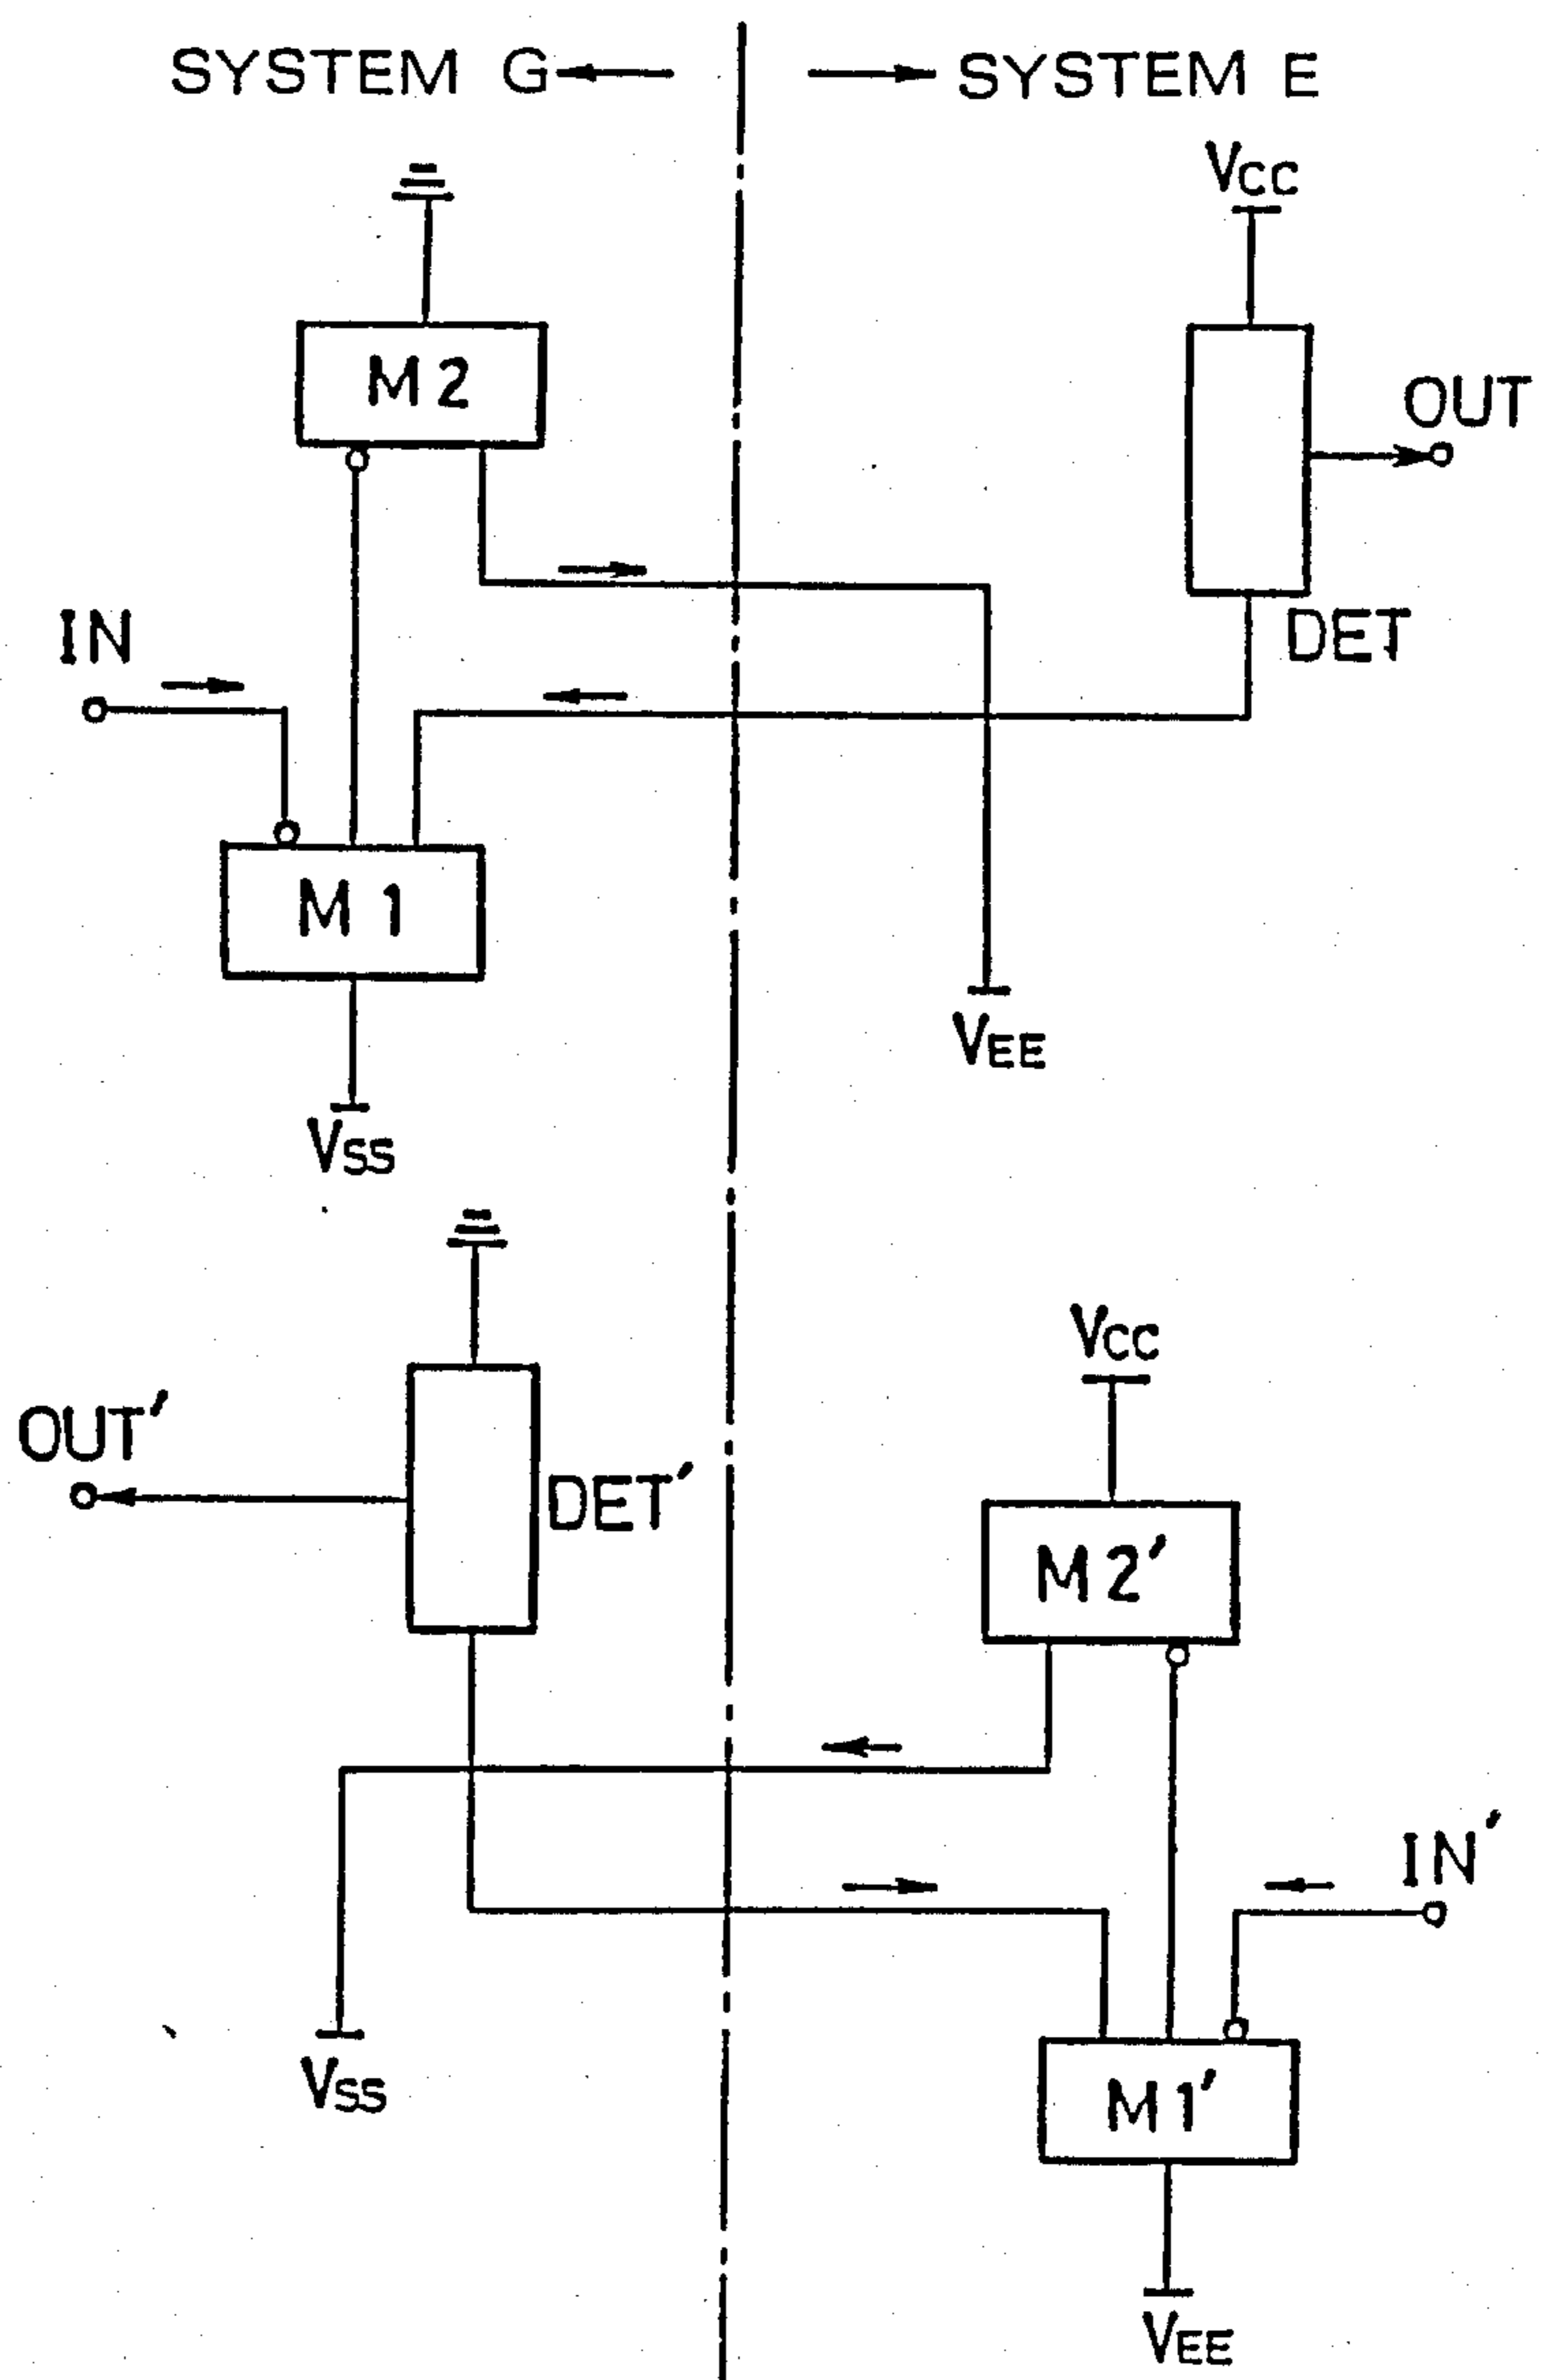 SYSTEM G
SYSTEM E
VCC
M2
OUT
IN
DET
M1
VEE
VSS
VCC
OUT'
DET'
M2'
IN'
VSS
M1'
VEE